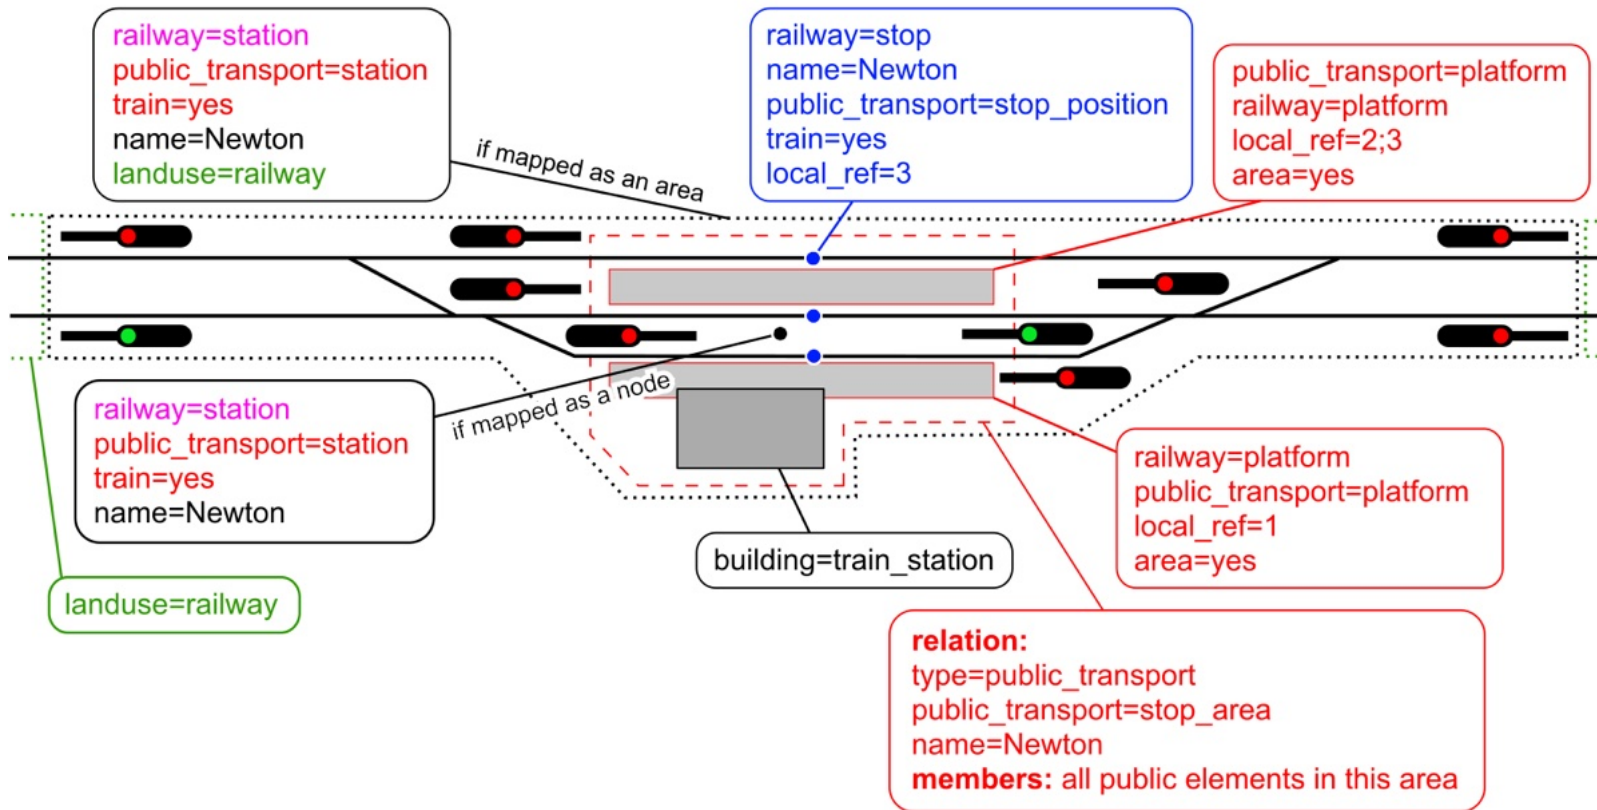 railway=station
public_transport=station
train=yes
name=Newton
landuse=railway
if mapped as an area
railway=stop
name=Newton
public_transport=stop_position
train=yes
local_ref=3
public_transport=platform
railway=platform
local_ref=2;3
area=yes
railway=station
public_transport=station
train=yes
name=Newton
if mapped as a node
landuse=railway
building=train_station
railway=platform
public_transport=platform
local_ref=1
area=yes
relation:
type=public_transport
public_transport=stop_area
name=Newton
members: all public elements in this area